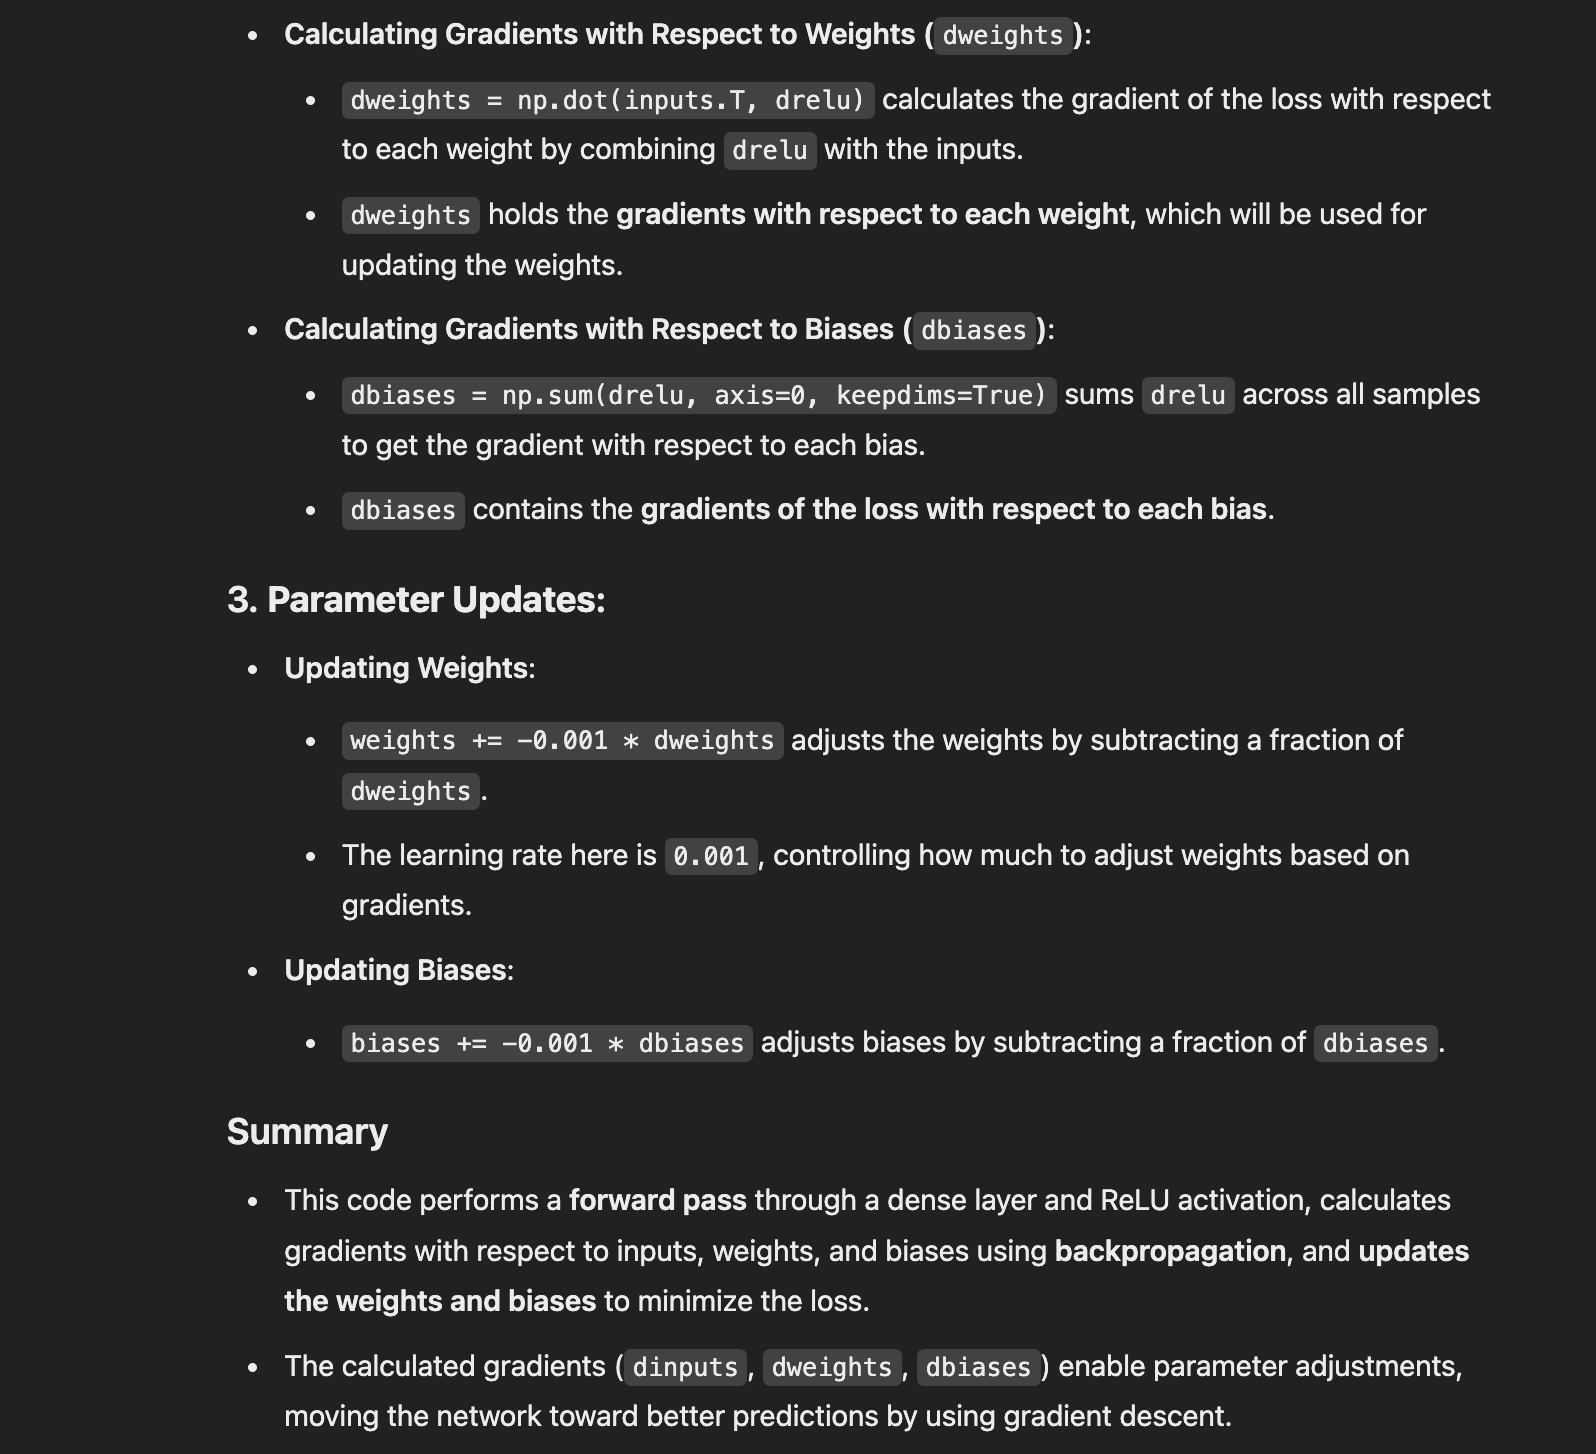 • Calculating Gradients with Respect to Weights (dweights):
• dweights = np.dot(inputs.T, drelu) calculates the gradient of the loss with respect
to each weight by combining drelu with the inputs.
• dweights holds the gradients with respect to each weight, which will be used for
updating the weights.
• Calculating Gradients with Respect to Biases (dbiases):
• dbiases = np.sum(drelu, axis=0, keepdims=True) sums drelu across all samples
to get the gradient with respect to each bias.
• dbiases contains the gradients of the loss with respect to each bias.
3. Parameter Updates:
• Updating Weights:
• weights += -0.001 * dweights adjusts the weights by subtracting a fraction of
dweights.
• The learning rate here is 0.001, controlling how much to adjust weights based on
gradients.
• Updating Biases:
• biases += -0.001 * dbiases adjusts biases by subtracting a fraction of dbiases.
Summary
• This code performs a forward pass through a dense layer and ReLU activation, calculates
gradients with respect to inputs, weights, and biases using backpropagation, and updates
the weights and biases to minimize the loss.
• The calculated gradients (dinputs, dweights, dbiases) enable parameter adjustments,
moving the network toward better predictions by using gradient descent.